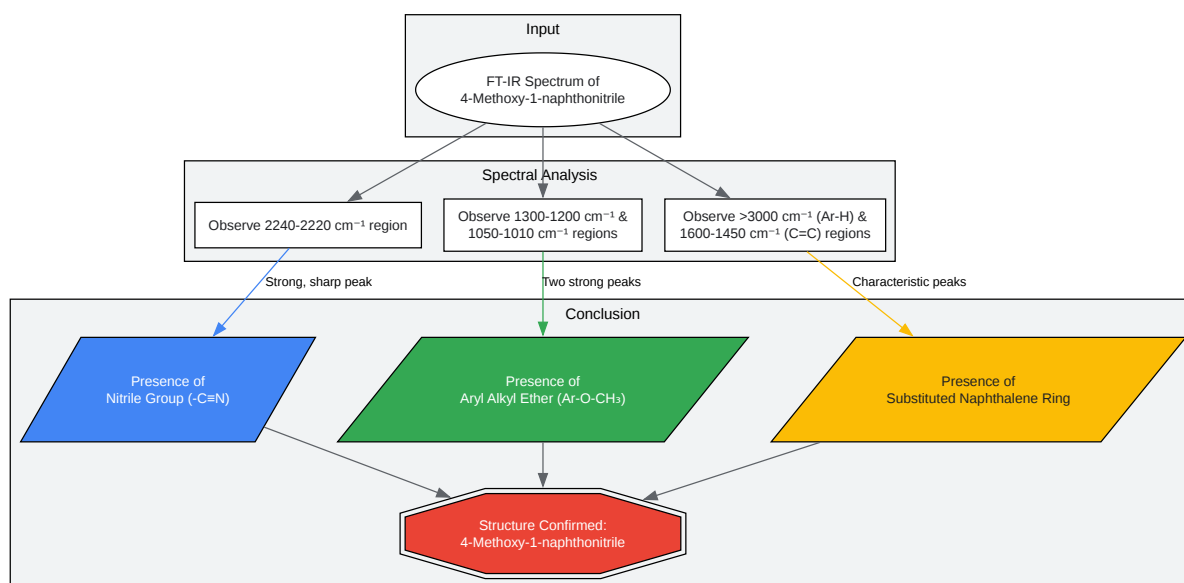 Input
FT-IR Spectrum of
4-Methoxy-1-naphthonitrile
Spectral Analysis
Observe 2240-2220 cm⁻¹ region
Observe 1300-1200 cm⁻¹ &
1050-1010 cm⁻¹ regions
Observe >3000 cm⁻¹ (Ar-H) &
1600-1450 cm⁻¹ (C=C) regions
Strong, sharp peak
Two strong peaks
Characteristic peaks
Conclusion
Presence of
Nitrile Group (-C≡N)
Presence of
Aryl Alkyl Ether (Ar-O-CH₃)
Presence of
Substituted Naphthalene Ring
Structure Confirmed:
4-Methoxy-1-naphthonitrile